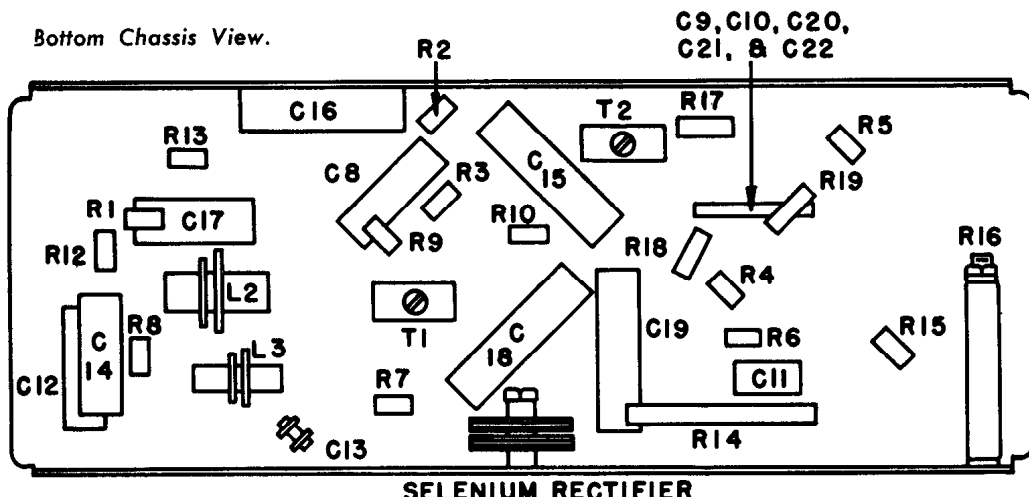 Bottom Chassis View.
C9, C10, C20,
C21, & C22
R2
C16
T2
R17
R5
R13
C8
R3
C
15
R19
R1
C17
R10
R12
R9
R18
R16
L2
R4
C
14
R8
T1
C
18
C19
R6
R15
L3
C12
R7
C11
C13
R14
SELENIUM RECTIFIER